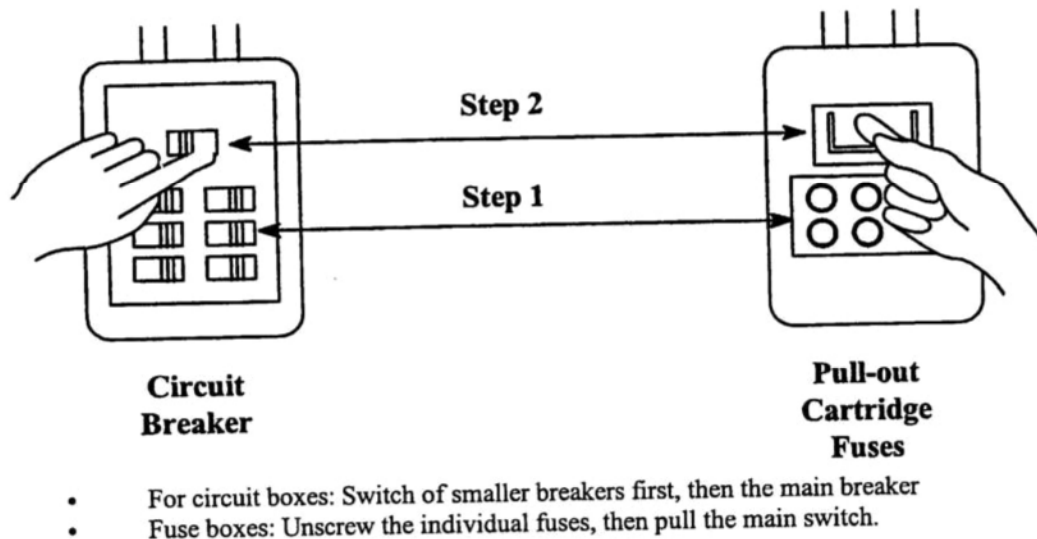 Step 2
Step 1
Circuit
Breaker
Pull-out
Cartridge
Fuses
• For circuit boxes: Switch of smaller breakers first, then the main breaker
• Fuse boxes: Unscrew the individual fuses, then pull the main switch.